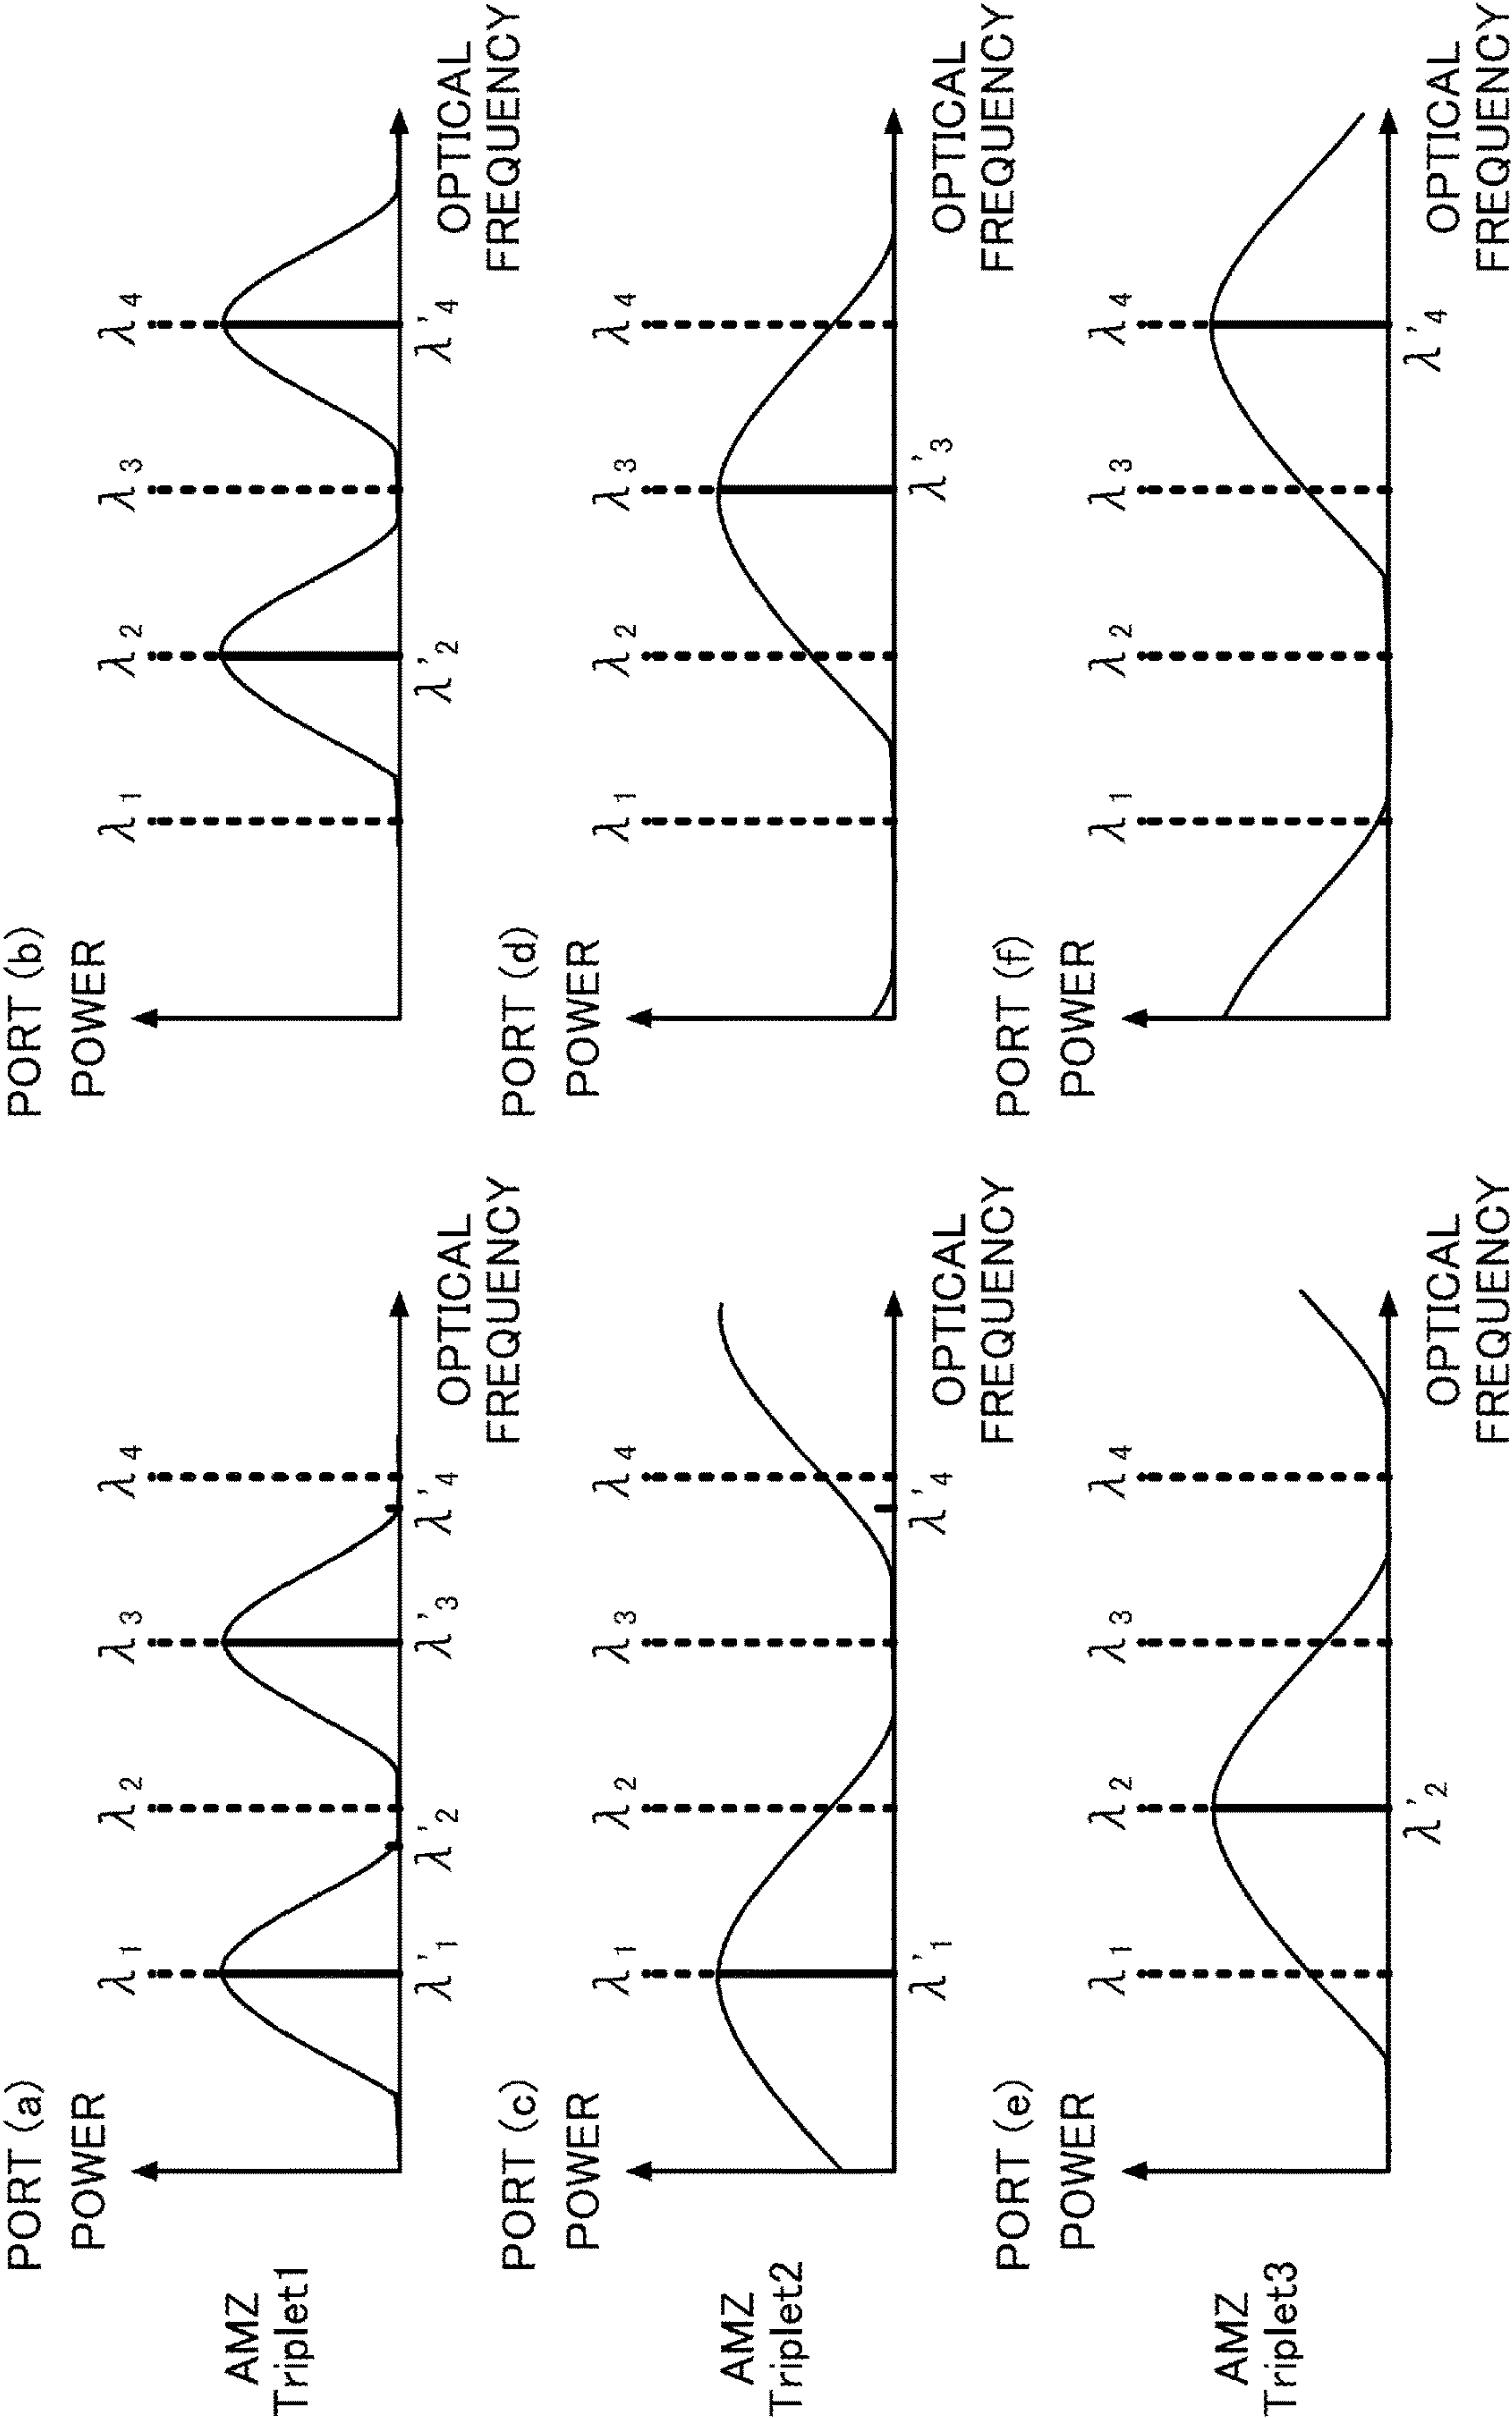 PORT (a)
POWER
λ1 λ2 λ3 λ4
AMZ
Triplet1
λ'1 λ'2 λ'3 λ'4
OPTICAL
FREQUENCY
PORT (b)
POWER
λ1 λ2 λ3 λ4
λ'2 λ'4
OPTICAL
FREQUENCY
PORT (c)
POWER
λ1 λ2 λ3 λ4
AMZ
Triplet2
λ'1 λ'4
OPTICAL
FREQUENCY
PORT (d)
POWER
λ1 λ2 λ3 λ4
λ'3
OPTICAL
FREQUENCY
PORT (e)
POWER
λ1 λ2 λ3 λ4
AMZ
Triplet3
λ'2
OPTICAL
FREQUENCY
PORT (f)
POWER
λ1 λ2 λ3 λ4
λ'4
OPTICAL
FREQUENCY